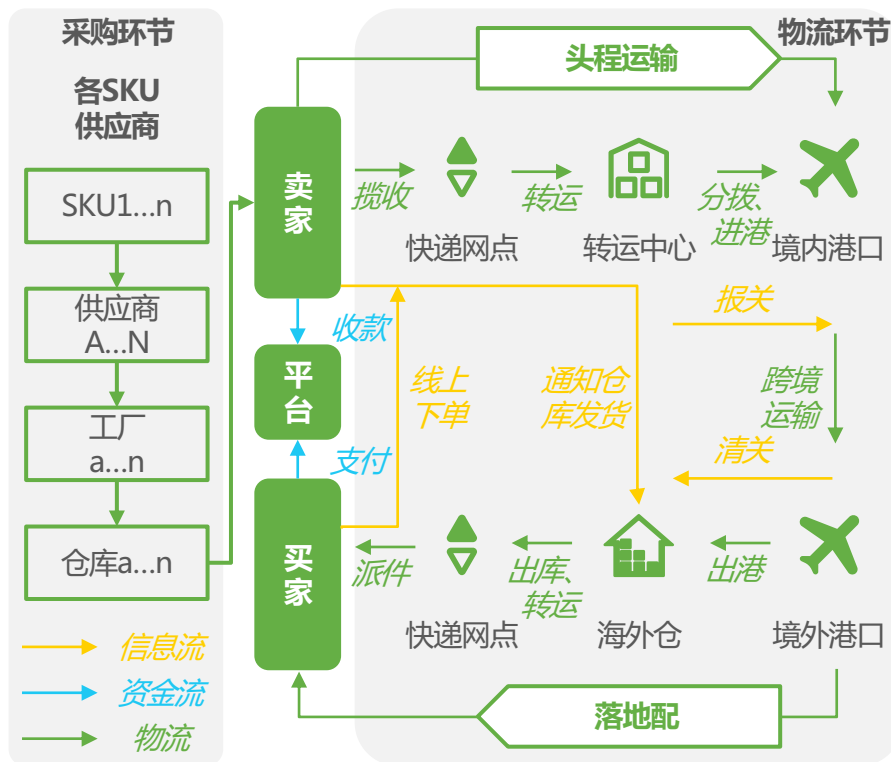 采购环节
各SKU
供应商
SKU1...n
供应商
A...N
工厂
a...n
仓库a...n
信息流
资金流
物流
卖
家
收款
平
台
支付
买
家
物流环节
头程运输
揽收
转运
分拨、
进港
快递网点
转运中心
境内港口
报关
线上
下单
通知仓
库发货
跨境
运输
清关
派件
出库、
转运
出港
快递网点
海外仓
境外港口
落地配